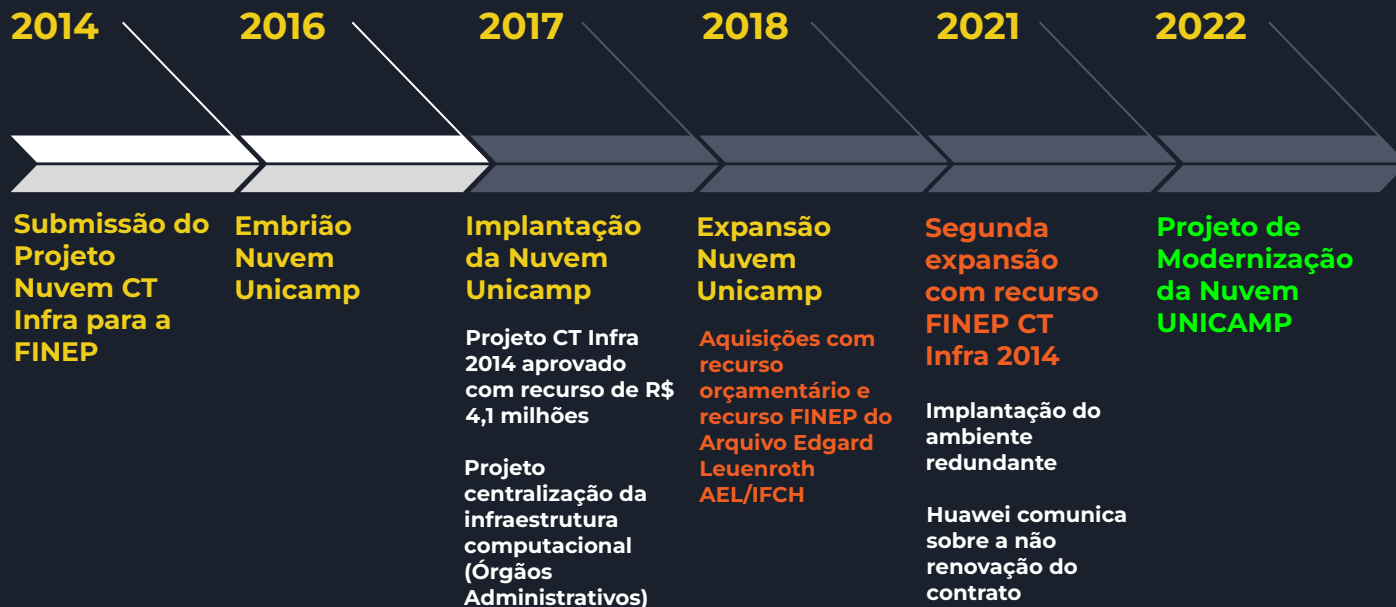 2014
2016
2017
2018
2021
2022
Submissão do
Projeto
Nuvem CT
Infra para a
FINEP
Embrião
Nuvem
Unicamp
Implantação
da Nuvem
Unicamp
Projeto CT Infra
2014 aprovado
com recurso de R$
4,1 milhões
Projeto
centralização da
infraestrutura
computacional
(Órgãos
Administrativos)
Expansão
Nuvem
Unicamp
Aquisições com
recurso
orçamentário e
recurso FINEP do
Arquivo Edgard
Leuenroth
AEL/IFCH
Segunda
expansão
com recurso
FINEP CT
Infra 2014
Implantação do
ambiente
redundante
Huawei comunica
sobre a não
renovação do
contrato
Projeto de
Modernização
da Nuvem
UNICAMP